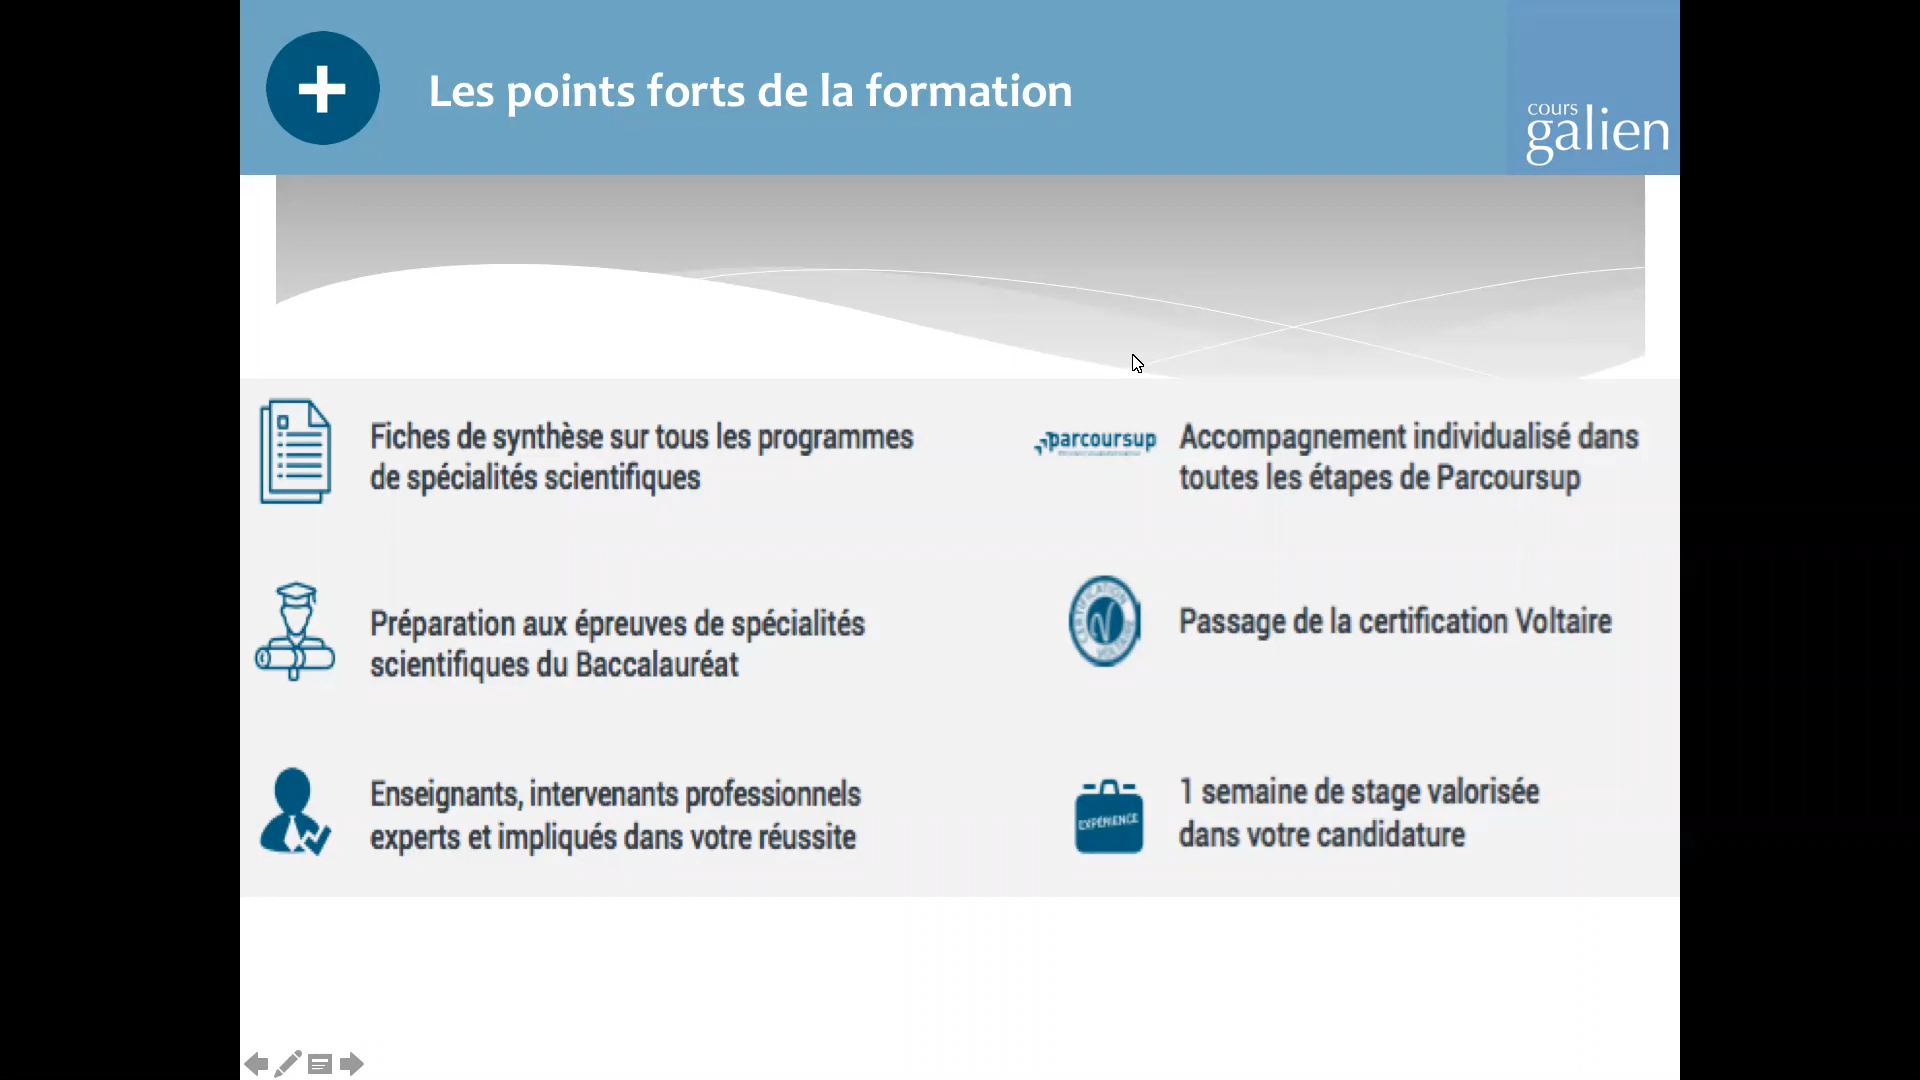 Les points forts de la formation
cours
galien
Fiches de synthèse sur tous les programmes
de spécialités scientifiques
parcoursup
Accompagnement individualisé dans
toutes les étapes de Parcoursup
Préparation aux épreuves de spécialités
scientifiques du Baccalauréat
CERTIFICATION
VOLTAIRE
Passage de la certification Voltaire
Enseignants, intervenants professionnels
experts et impliqués dans votre réussite
EXPÉRIENCE
1 semaine de stage valorisée
dans votre candidature